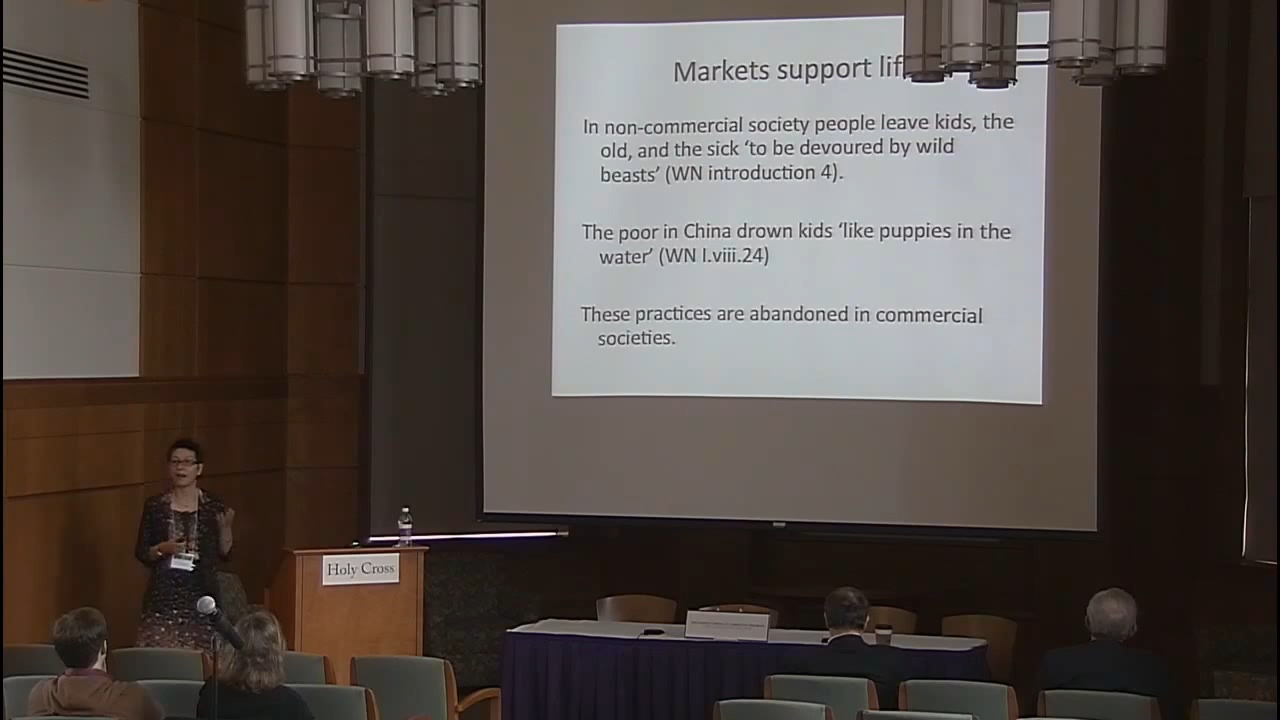 Markets support lif
In non-commercial society people leave kids, the
old, and the sick ‘to be devoured by wild
beasts’ (WN introduction 4).
The poor in China drown kids ‘like puppies in the
water’ (WN I.viii.24)
These practices are abandoned in commercial
societies.
Holy Cross